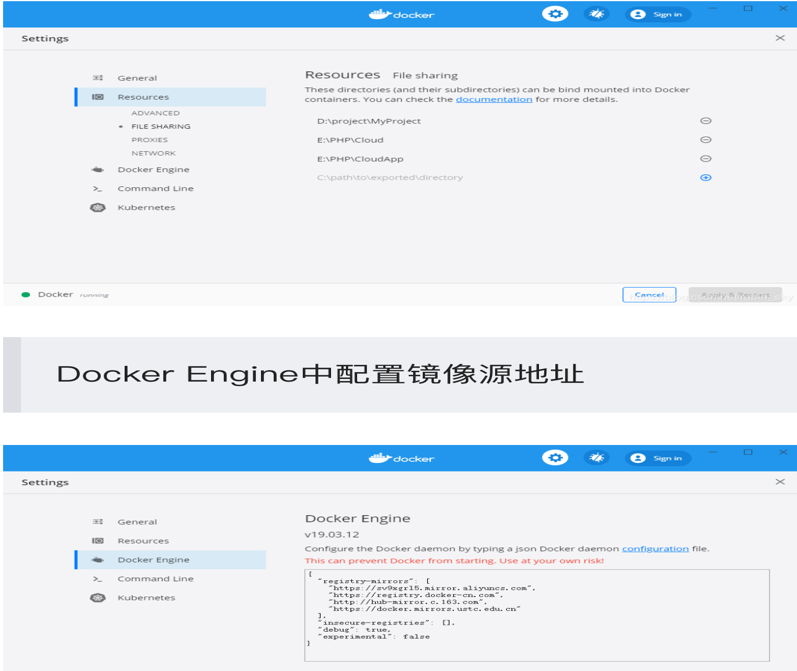 docker
Sign in
Settings
General
Resources
ADVANCED
FILE SHARING
PROXIES
NETWORK
Docker Engine
Command Line
Kubernetes
Resources File sharing
These directories (and their subdirectories) can be bind mounted into Docker
containers. You can check the documentation for more details.
D:\project\MyProject
E:\PHP\Cloud
E:\PHP\CloudApp
C:\path\to\exported\directory
Docker running
Cancel
Apply & Restart
Docker Engine中配置镜像源地址
docker
Sign in
Settings
General
Resources
Docker Engine
Command Line
Kubernetes
Docker Engine
v19.03.12
Configure the Docker daemon by typing a json Docker daemon configuration file.
This can prevent Docker from starting. Use at your own risk!
{
"registry-mirrors": [
"https://sv9xgrl5.mirror.aliyuncs.com",
"https://registry.docker-cn.com",
"http://hub-mirror.c.163.com",
"https://docker.mirrors.ustc.edu.cn"
],
"insecure-registries": [],
"debug": true,
"experimental": false
}